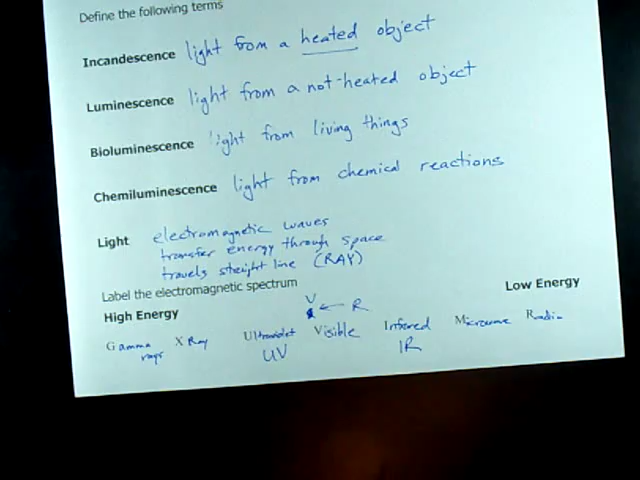 Define the following terms
Incandescence light from a heated object
Luminescence light from a not-heated object
Bioluminescence light from living things
Chemiluminescence light from chemical reactions
Light electromagnetic waves
transfer energy through space
travels straight line (RAY)
Label the electromagnetic spectrum
High Energy Low Energy
V ← R
Gamma rays X Ray Ultraviolet Visible Infrared Microwave Radio
UV IR